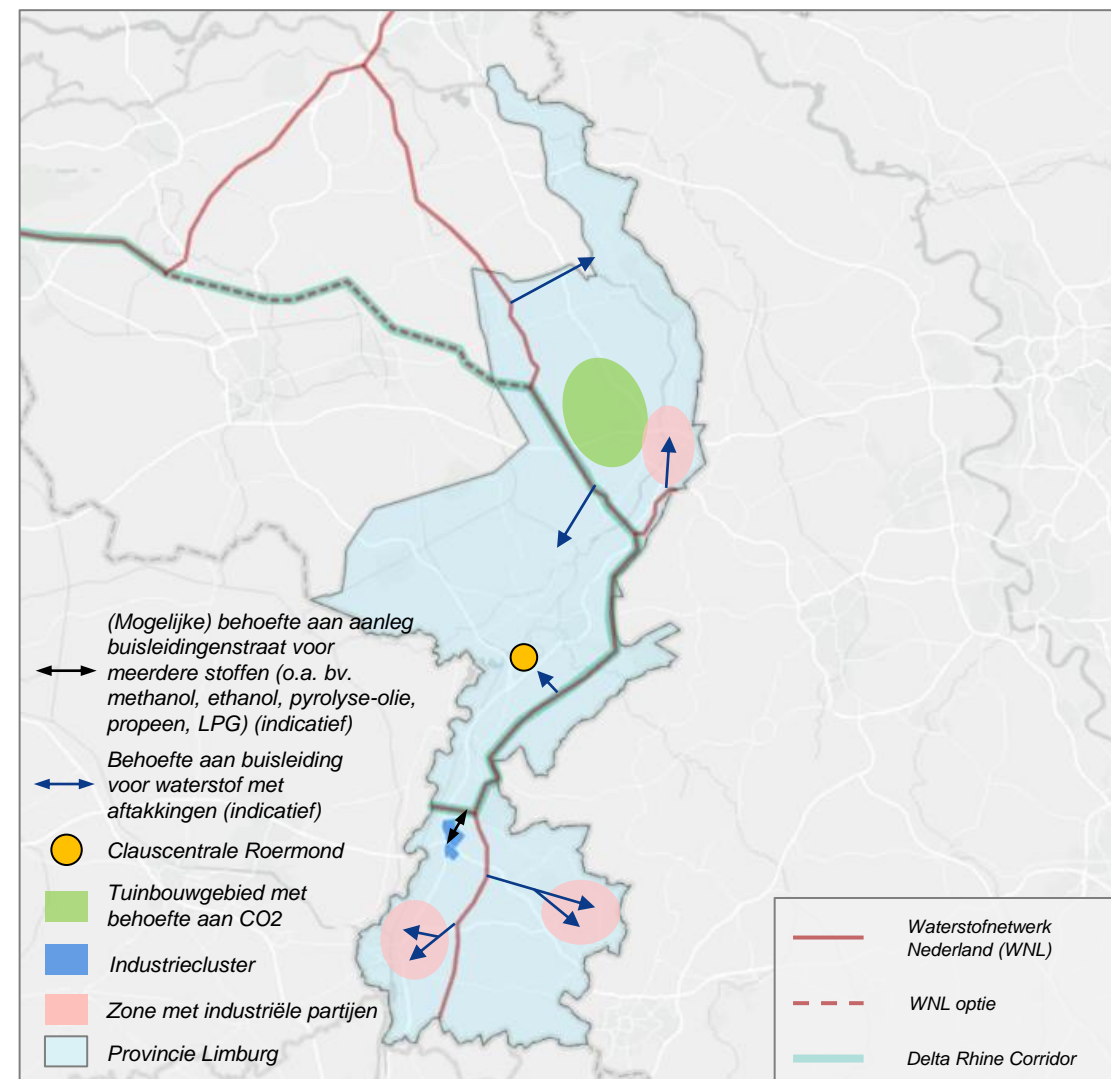 (Mogelijke) behoefte aan aanleg
buisleidingenstraat voor
meerdere stoffen (o.a. bv.
methanol, ethanol, pyrolyse-olie,
propeen, LPG) (indicatief)
Behoefte aan buisleiding
voor waterstof met
aftakkingen (indicatief)
Clauscentrale Roermond
Tuinbouwgebied met
behoefte aan CO2
Industriecluster
Zone met industriële partijen
Provincie Limburg
Waterstofnetwerk
Nederland (WNL)
WNL optie
Delta Rhine Corridor